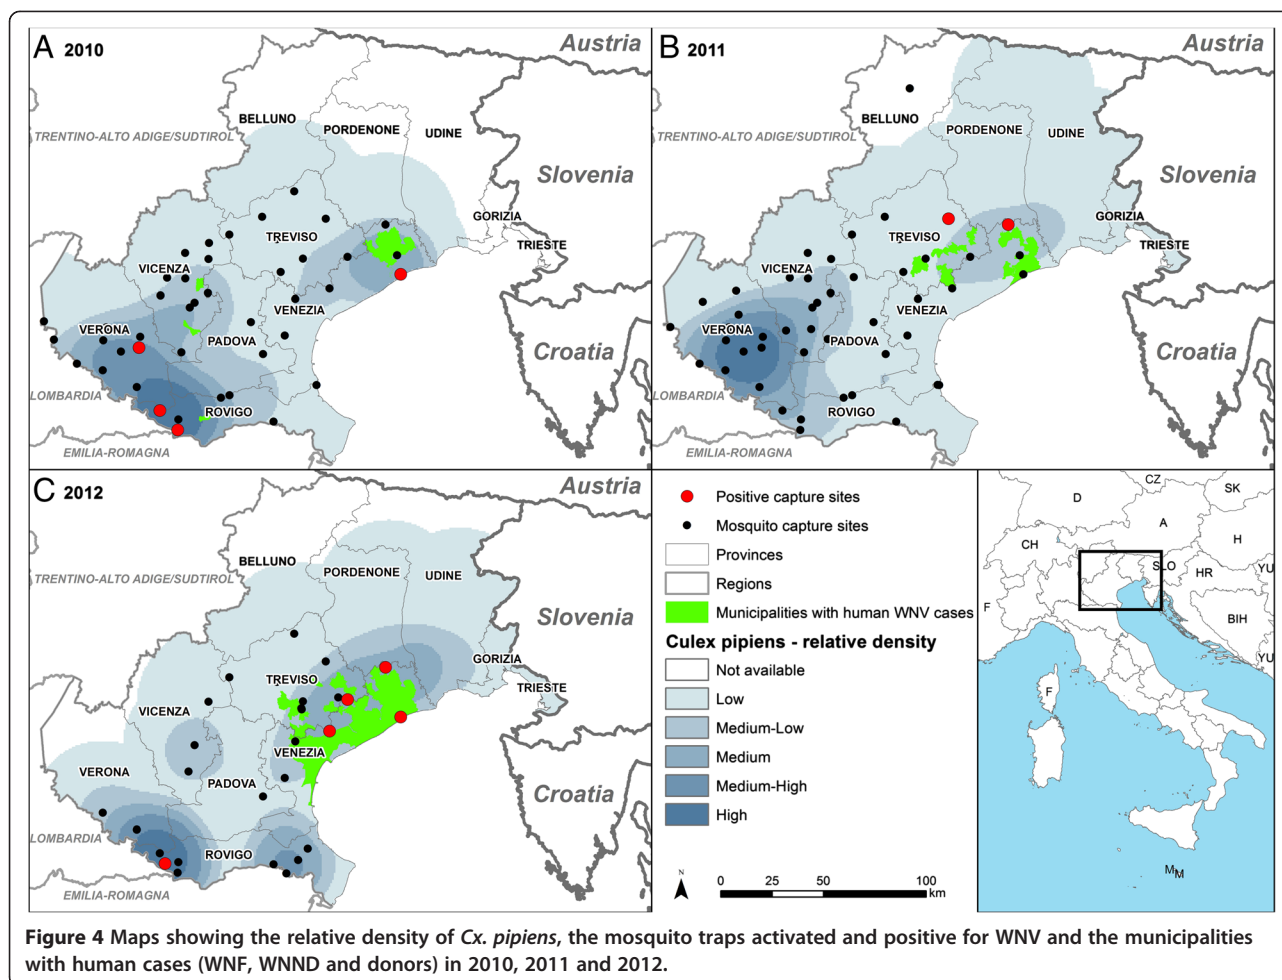 A 2010
Austria
BELLUNO
PORDENONE
UDINE
TRENTINO-ALTO ADIGE/SUDTIROL
Slovenia
GORIZIA
TREVISO
TRIESTE
VICENZA
VENEZIA
VERONA
PADOVA
Croatia
LOMBARDIA
ROVIGO
EMILIA-ROMAGNA
B 2011
Austria
BELLUNO
PORDENONE
UDINE
TRENTINO-ALTO ADIGE/SUDTIROL
Slovenia
GORIZIA
TREVISO
TRIESTE
VICENZA
VENEZIA
VERONA
PADOVA
Croatia
LOMBARDIA
ROVIGO
EMILIA-ROMAGNA
C 2012
Austria
BELLUNO
PORDENONE
UDINE
TRENTINO-ALTO ADIGE/SUDTIROL
Slovenia
GORIZIA
TREVISO
TRIESTE
VICENZA
VENEZIA
VERONA
PADOVA
Croatia
LOMBARDIA
ROVIGO
EMILIA-ROMAGNA
Positive capture sites
Mosquito capture sites
Provinces
Regions
Municipalities with human WNV cases
Culex pipiens - relative density
Not available
Low
Medium-Low
Medium
Medium-High
High
N
0 25 50 100
km
CZ
D
SK
A
CH
H
SLO
HR
YU
F
BIH
YU
F
M
M
Figure 4 Maps showing the relative density of Cx. pipiens, the mosquito traps activated and positive for WNV and the municipalities
with human cases (WNF, WNND and donors) in 2010, 2011 and 2012.